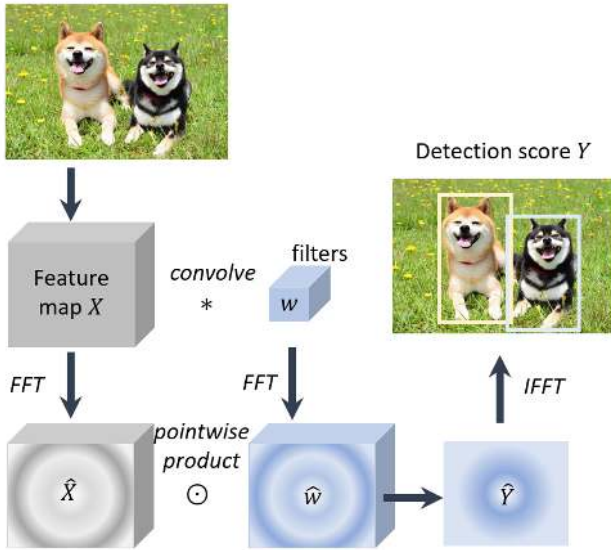 Detection score Y
Feature
map X
convolve
*
filters
w
FFT
FFT
IFFT
pointwise
product
X̂
⊙
ŵ
Ŷ